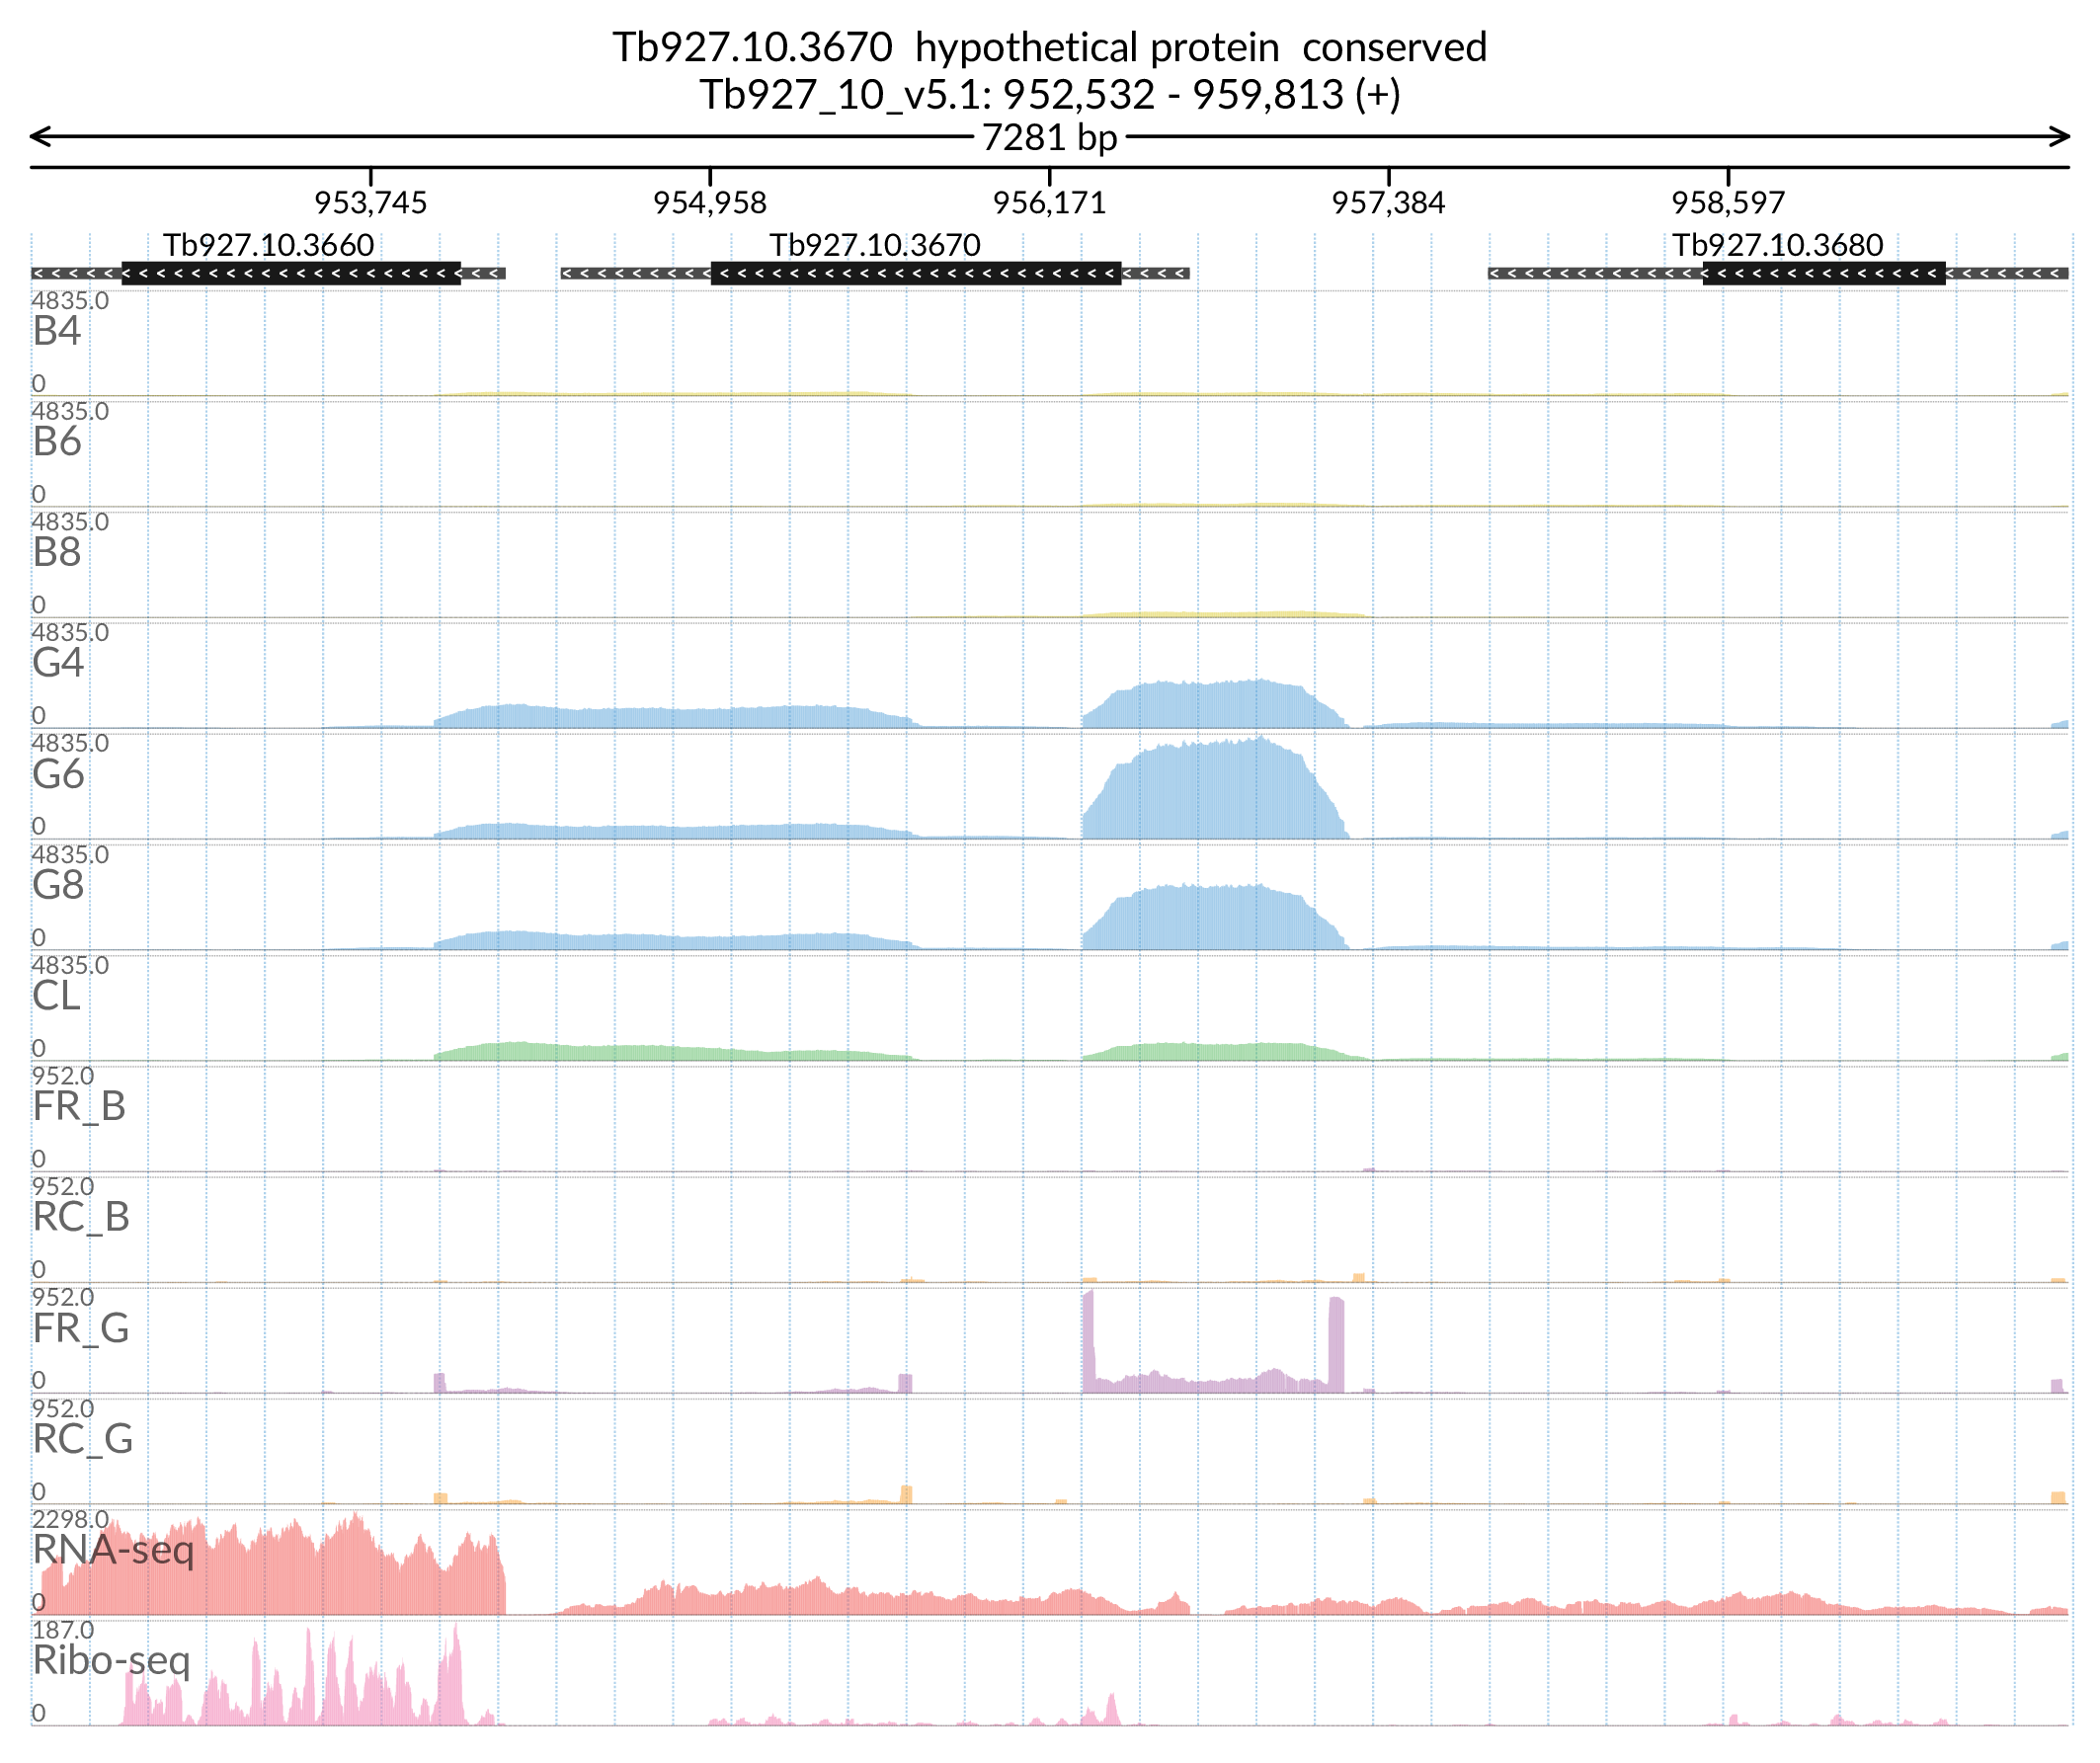 Tb927.10.3670 hypothetical protein conserved
Tb927_10_v5.1: 952,532 - 959,813 (+)
7281 bp
953,745 954,958 956,171 957,384 958,597
Tb927.10.3660 Tb927.10.3670 Tb927.10.3680
4835.0
B4
0
4835.0
B6
0
4835.0
B8
0
4835.0
G4
0
4835.0
G6
0
4835.0
G8
0
4835.0
CL
0
952.0
FR_B
0
952.0
RC_B
0
952.0
FR_G
0
952.0
RC_G
0
2298.0
RNA-seq
0
187.0
Ribo-seq
0